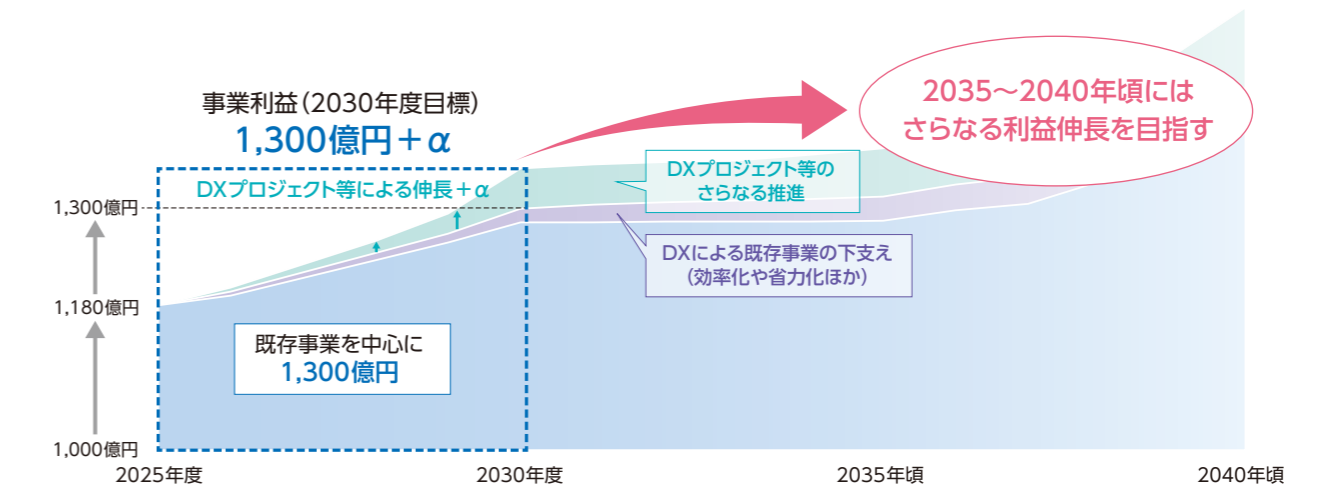 2035～2040年頃には
さらなる利益伸長を目指す
事業利益（2030年度目標）
1,300億円＋α
DXプロジェクト等による伸長＋α
DXプロジェクト等の
さらなる推進
1,300億円
DXによる既存事業の下支え
（効率化や省力化ほか）
1,180億円
既存事業を中心に
1,300億円
1,000億円
2025年度
2030年度
2035年頃
2040年頃